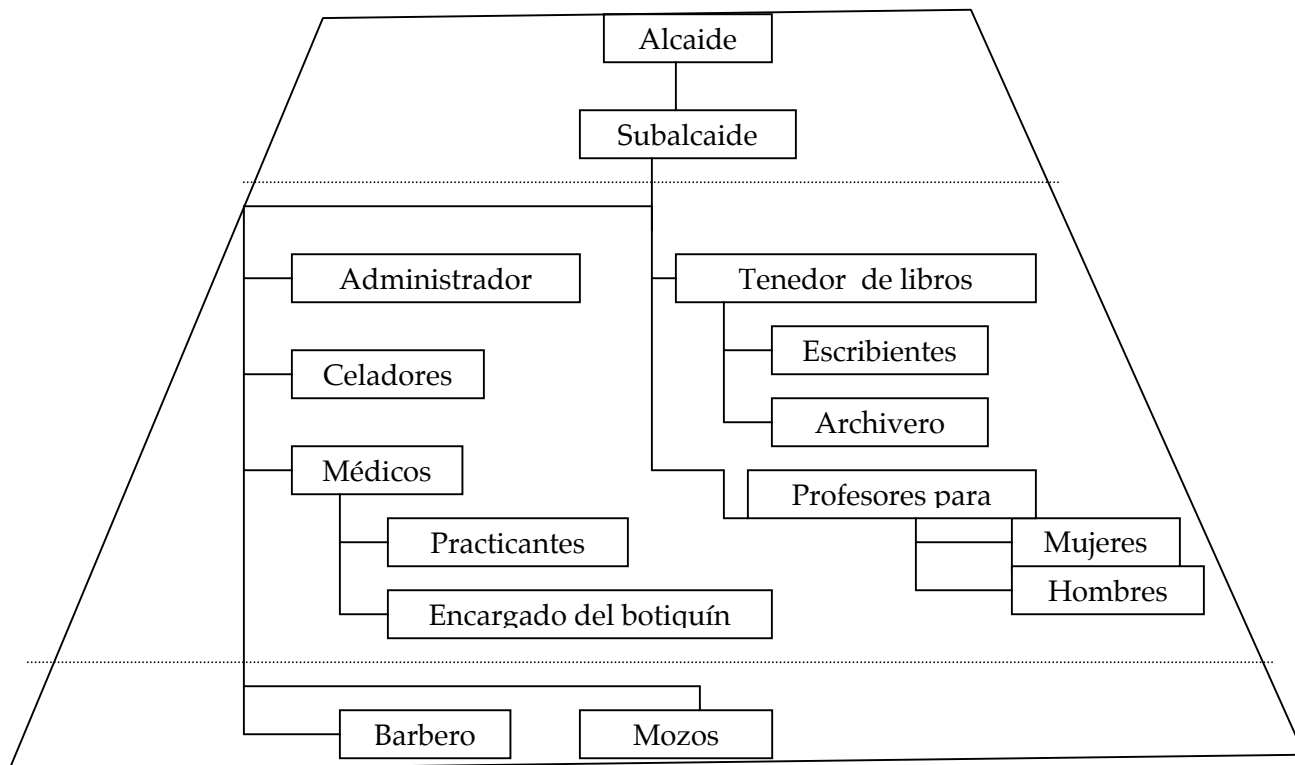 Alcaide
Subalcaide
Administrador
Tenedor de libros
Escribientes
Celadores
Archivero
Médicos
Profesores para
Practicantes
Mujeres
Hombres
Encargado del botiquín
Barbero
Mozos